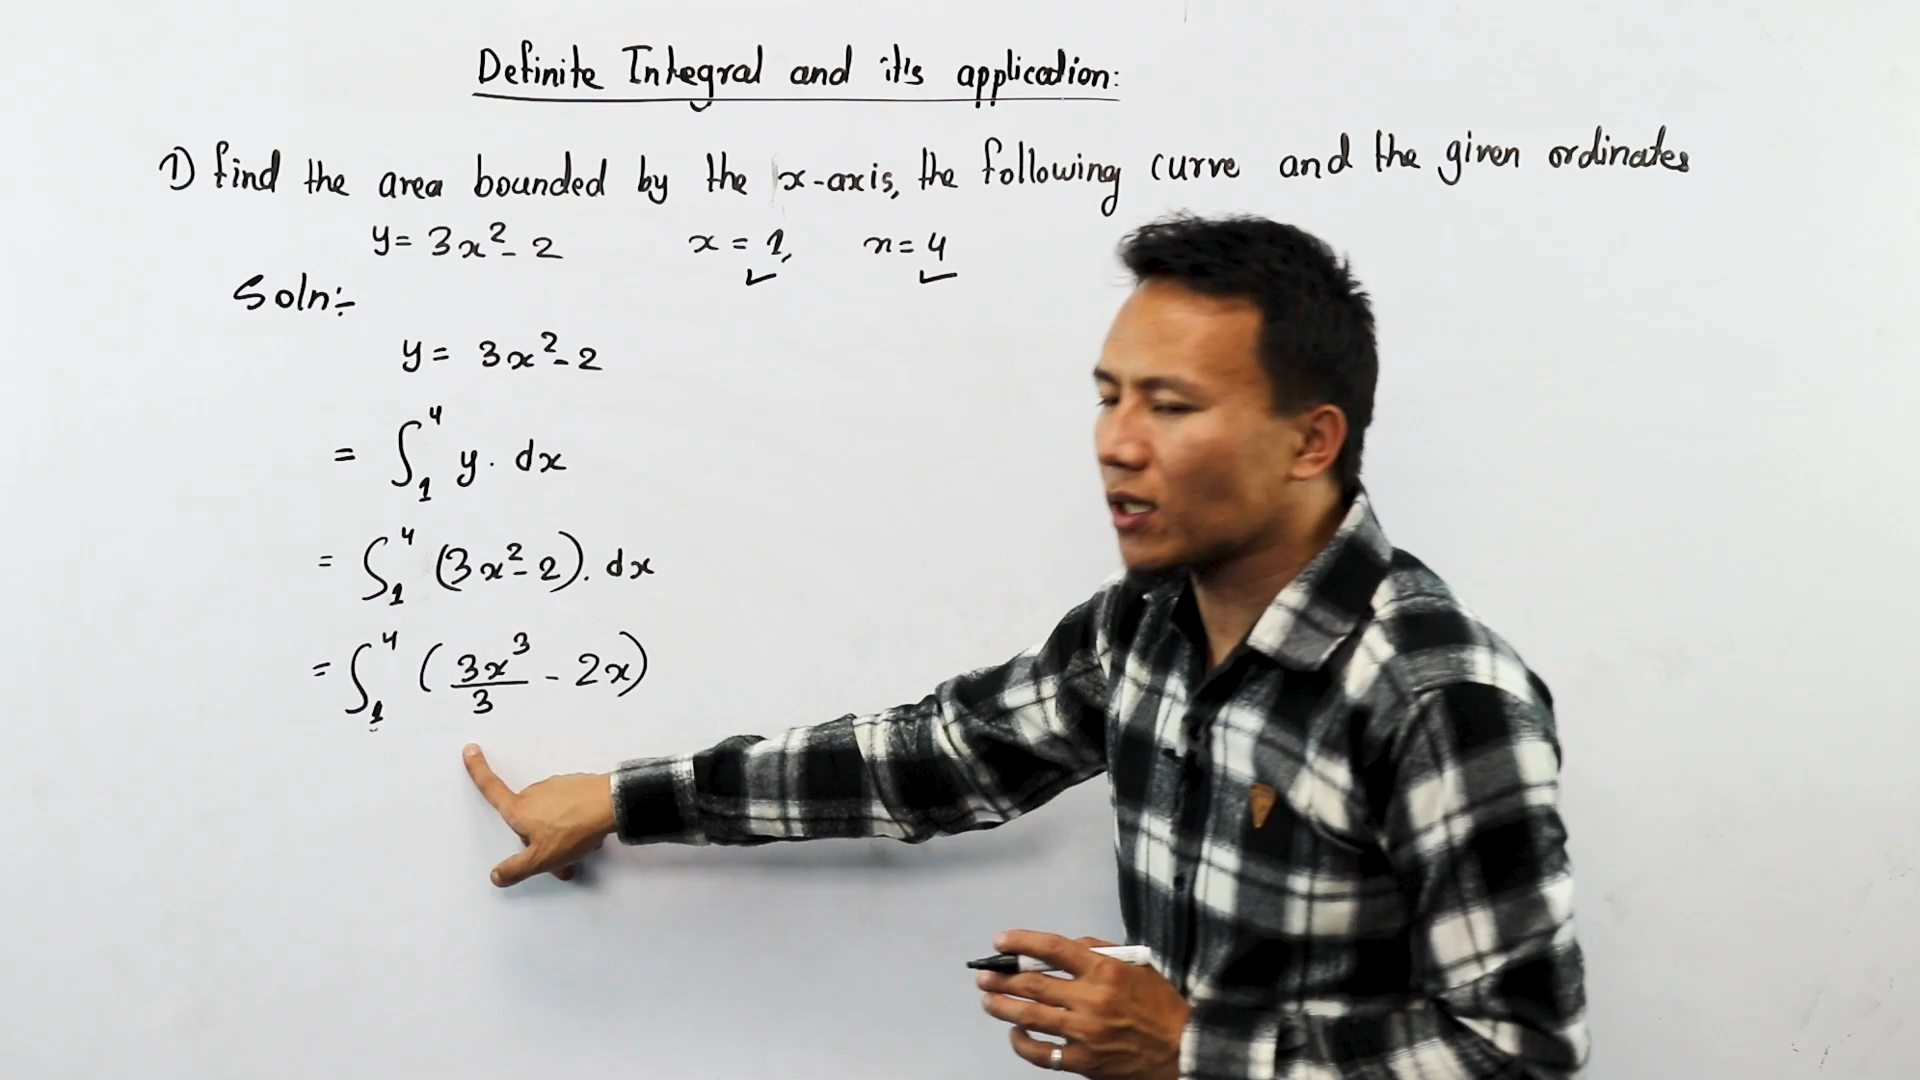 Definite Integral and it's application:
1) find the area bounded by the x-axis, the following curve and the given ordinates
y= 3x²-2 x = 1, x= 4
Soln:-
y= 3x²-2
= ∫₁⁴ y. dx
= ∫₁⁴ (3x²-2). dx
= ∫₁⁴ (3x³/3 - 2x)